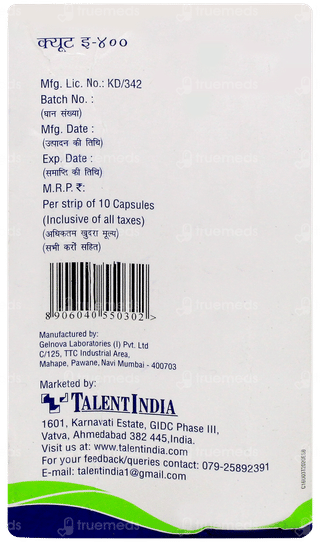 क्यूट इ-४००
Mfg. Lic. No.: KD/342
Batch No. :
(घान संख्या)
Mfg. Date :
(उत्पादन की तिथि)
Exp. Date :
(समाप्ति की तिथि)
M.R.P. ₹:
Per strip of 10 Capsules
(Inclusive of all taxes)
(अधिकतम खुदरा मूल्य)
(सभी करों सहित)
8 906040 550302 >
Manufactured by:
Gelnova Laboratories (I) Pvt. Ltd
C/125, TTC Industrial Area,
Mahape, Pawane, Navi Mumbai - 400703
Marketed by:
TALENTINDIA
1601, Karnavati Estate, GIDC Phase III,
Vatva, Ahmedabad 382 445,India.
Visit us at: www.talentindia.com
For your feedback/queries contact: 079-25892391
E-mail: talentindia1@gmail.com
truemeds